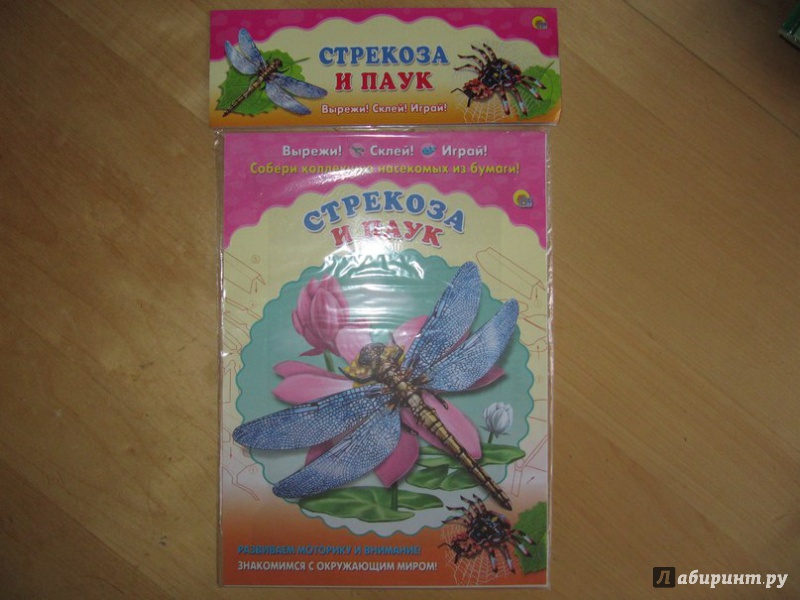 СТРЕКОЗА
И ПАУК
Вырежи! Склей! Играй!
Вырежи! Склей! Играй!
Собери коллекцию насекомых из бумаги!
СТРЕКОЗА
И ПАУК
РАЗВИВАЕМ МОТОРИКУ И ВНИМАНИЕ
ЗНАКОМИМСЯ С ОКРУЖАЮЩИМ МИРОМ!
Лабиринт.ру